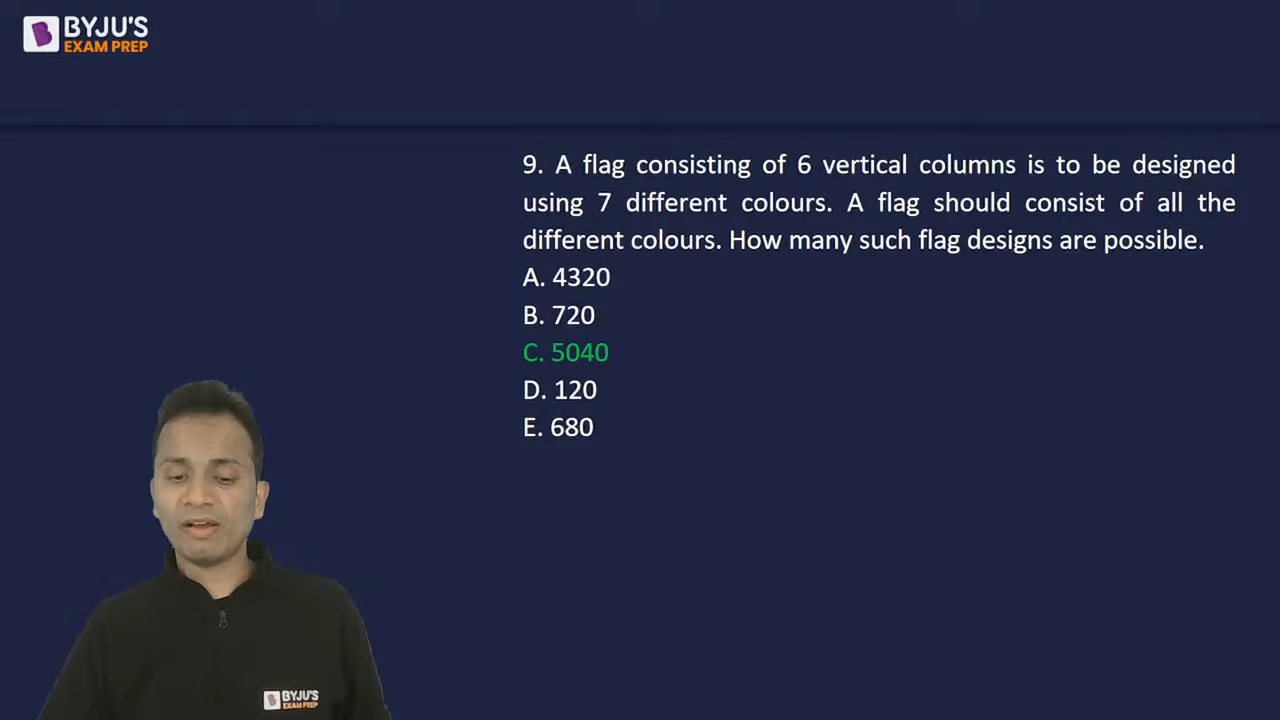 BYJU'S
EXAM PREP
9. A flag consisting of 6 vertical columns is to be designed
using 7 different colours. A flag should consist of all the
different colours. How many such flag designs are possible.
A. 4320
B. 720
C. 5040
D. 120
E. 680
BYJU'S
EXAM PREP